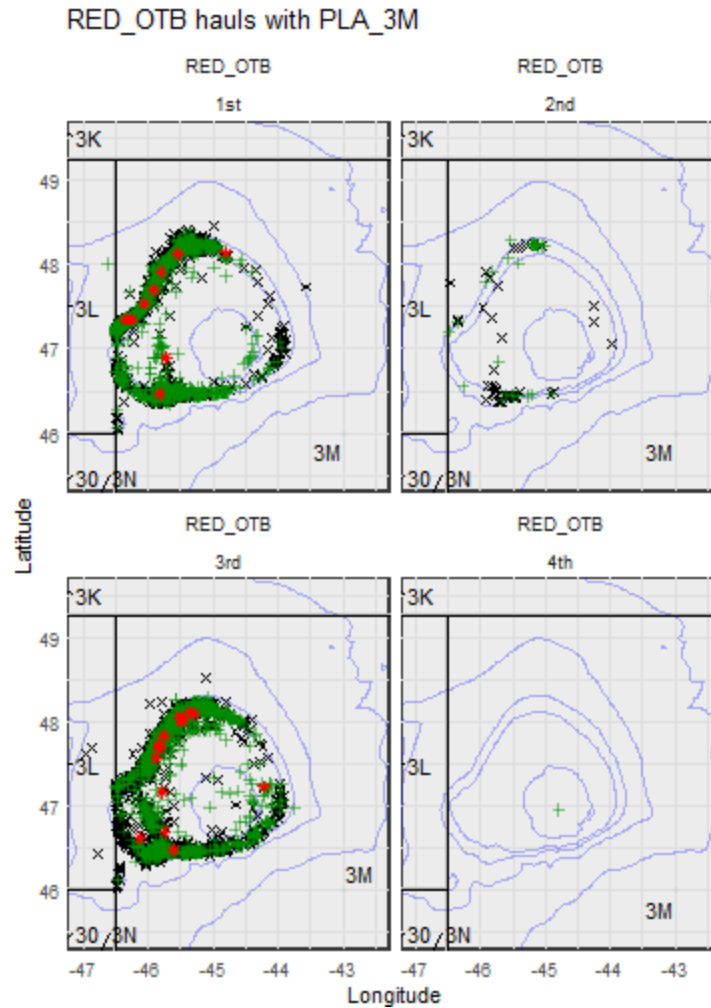 RED_OTB hauls with PLA_3M
RED_OTB RED_OTB
1st 2nd
3K 3K
49
48
3L 3L
47
46
3M 3M
30 3N 30 3N
Latitude
RED_OTB RED_OTB
3rd 4th
3K 3K
49
48
3L 3L
47
46
3M 3M
30 3N 30 3N
-47 -46 -45 -44 -43 -47 -46 -45 -44 -43
Longitude